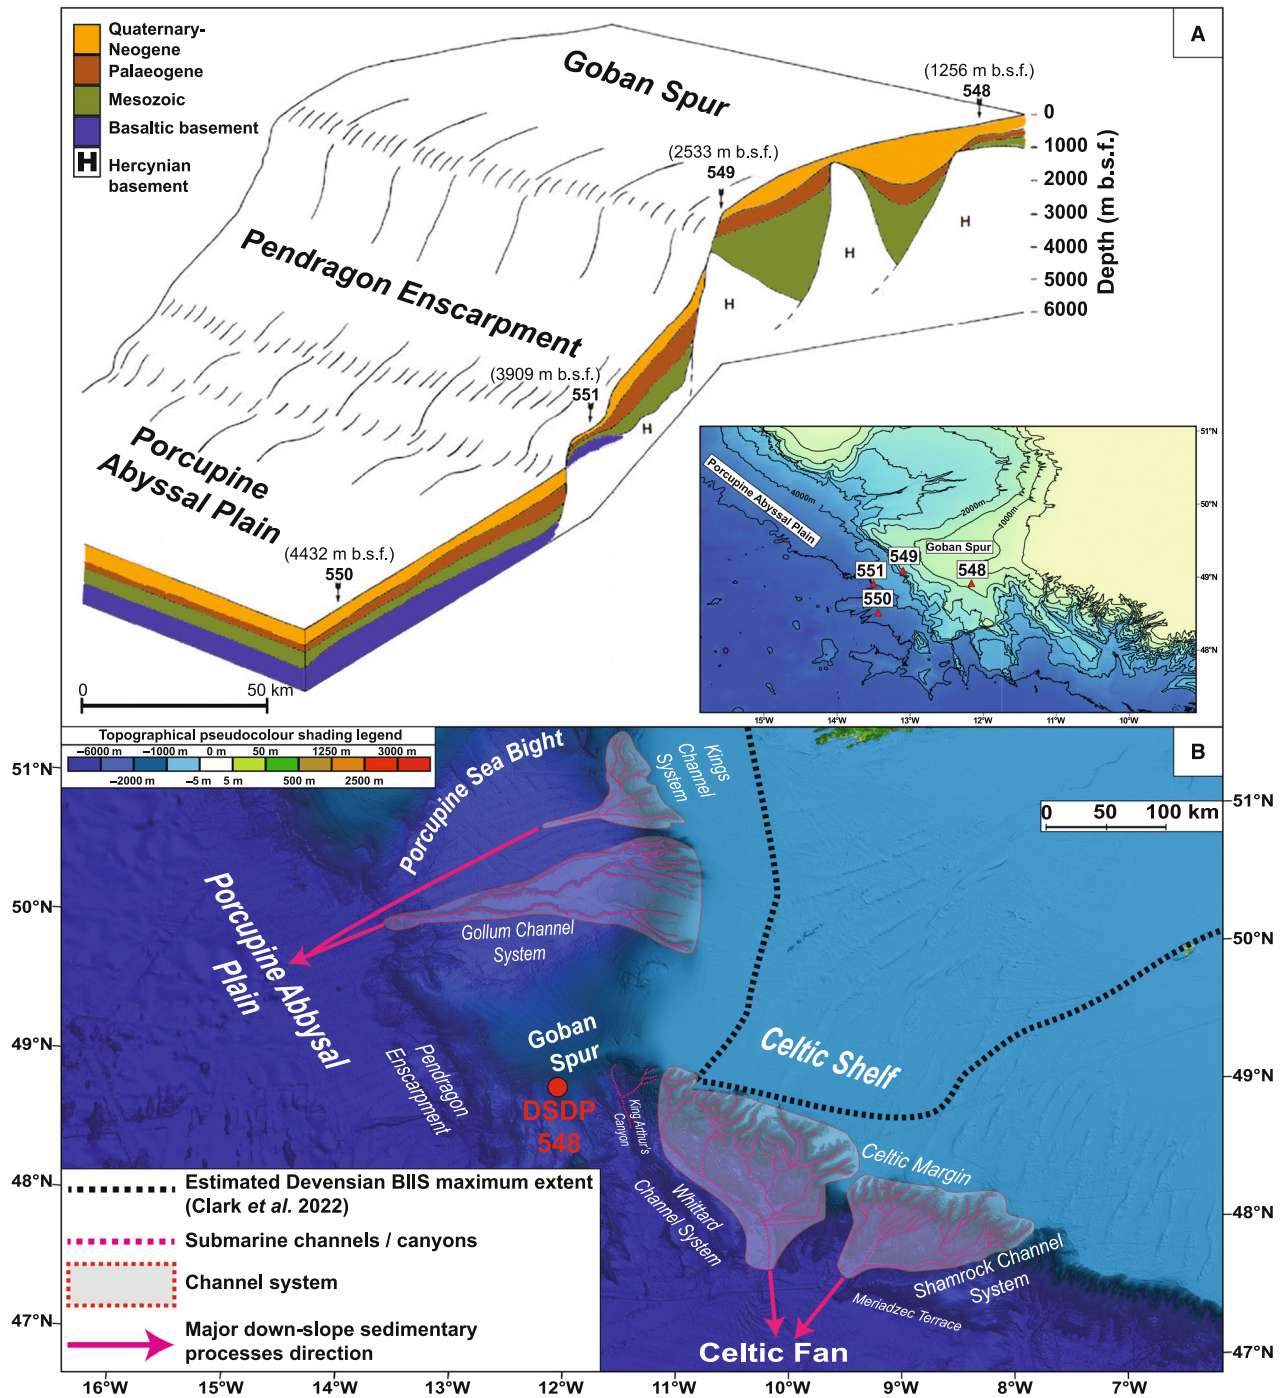 A
Quaternary-
Neogene
Palaeogene
Mesozoic
Basaltic basement
H
Hercynian
basement
Goban Spur
(1256 m b.s.f.)
548
(2533 m b.s.f.)
549
0
1000
2000
3000
4000
5000
6000
Depth (m b.s.f.)
H
H
H
H
Pendragon Enscarpment
(3909 m b.s.f.)
551
Porcupine
Abyssal Plain
(4432 m b.s.f.)
550
0 50 km
51°N
50°N
49°N
48°N
15°W 14°W 13°W 12°W 11°W 10°W
Porcupine Abyssal Plain
4000m
2000m
1000m
Goban Spur
549
551
548
550
B
Topographical pseudocolour shading legend
–6000 m –1000 m 0 m 50 m 1250 m 3000 m
–2000 m –5 m 5 m 500 m 2500 m
51°N
50°N
49°N
48°N
47°N
51°N
50°N
49°N
48°N
47°N
0 50 100 km
Porcupine Sea Bight
Kings
Channel
System
Gollum Channel
System
Porcupine Abbysal
Plain
Goban
Spur
Pendragon
Enscarpment
DSDP
548
King Arthur's
Canyon
Celtic Shelf
Celtic Margin
Whittard
Channel System
Shamrock Channel
System
Meriadzec Terrace
Celtic Fan
Estimated Devensian BIIS maximum extent
(Clark et al. 2022)
Submarine channels / canyons
Channel system
Major down-slope sedimentary
processes direction
16°W 15°W 14°W 13°W 12°W 11°W 10°W 9°W 8°W 7°W